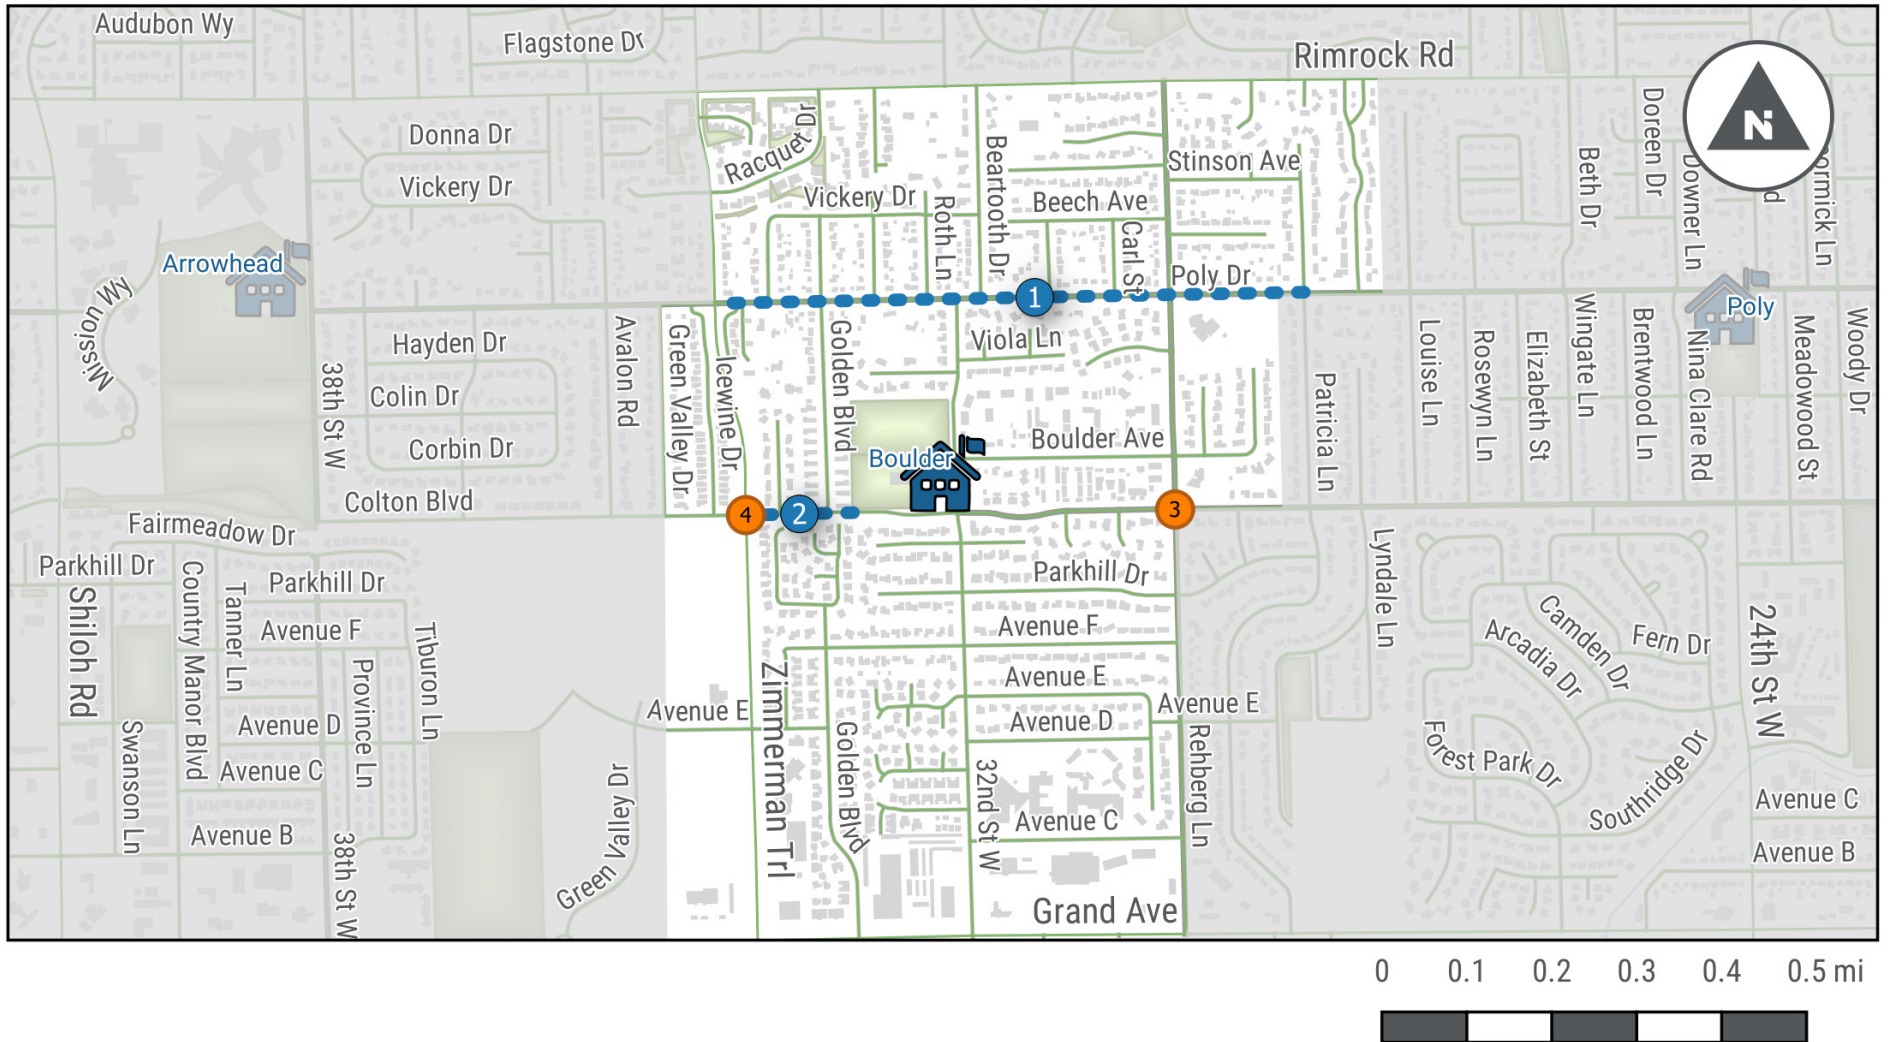 Audubon Wy
Flagstone Dr
Rimrock Rd
N
Donna Dr
Vickery Dr
Racquet Dr
Vickery Dr
Roth Ln
Beartooth Dr
Stinson Ave
Beech Ave
Carl St
Poly Dr
Beth Dr
Doreen Dr
Downer Ln
Arrowhead
Mission Wy
1
Poly
Hayden Dr
Colin Dr
Corbin Dr
38th St W
Avalon Rd
Green Valley Dr
Icewine Dr
Golden Blvd
Viola Ln
Boulder Ave
Boulder
Patricia Ln
Louise Ln
Rosewyn Ln
Elizabeth St
Wingate Ln
Brentwood Ln
Nina Clare Rd
Meadowood St
Woody Dr
Colton Blvd
4
2
3
Fairmeadow Dr
Parkhill Dr
Parkhill Dr
Parkhill Dr
Shiloh Rd
Country Manor Blvd
Tanner Ln
Avenue F
Tiburon Ln
Province Ln
Avenue D
Avenue C
Avenue B
Swanson Ln
38th St W
Green Valley Dr
Avenue E
Zimmerman Trl
Golden Blvd
Avenue F
Avenue E
Avenue D
Avenue E
32nd St W
Avenue C
Rehberg Ln
Grand Ave
Lyndale Ln
Camden Dr
Arcadia Dr
Fern Dr
Forest Park Dr
Southridge Dr
24th St W
Avenue C
Avenue B
0 0.1 0.2 0.3 0.4 0.5 mi